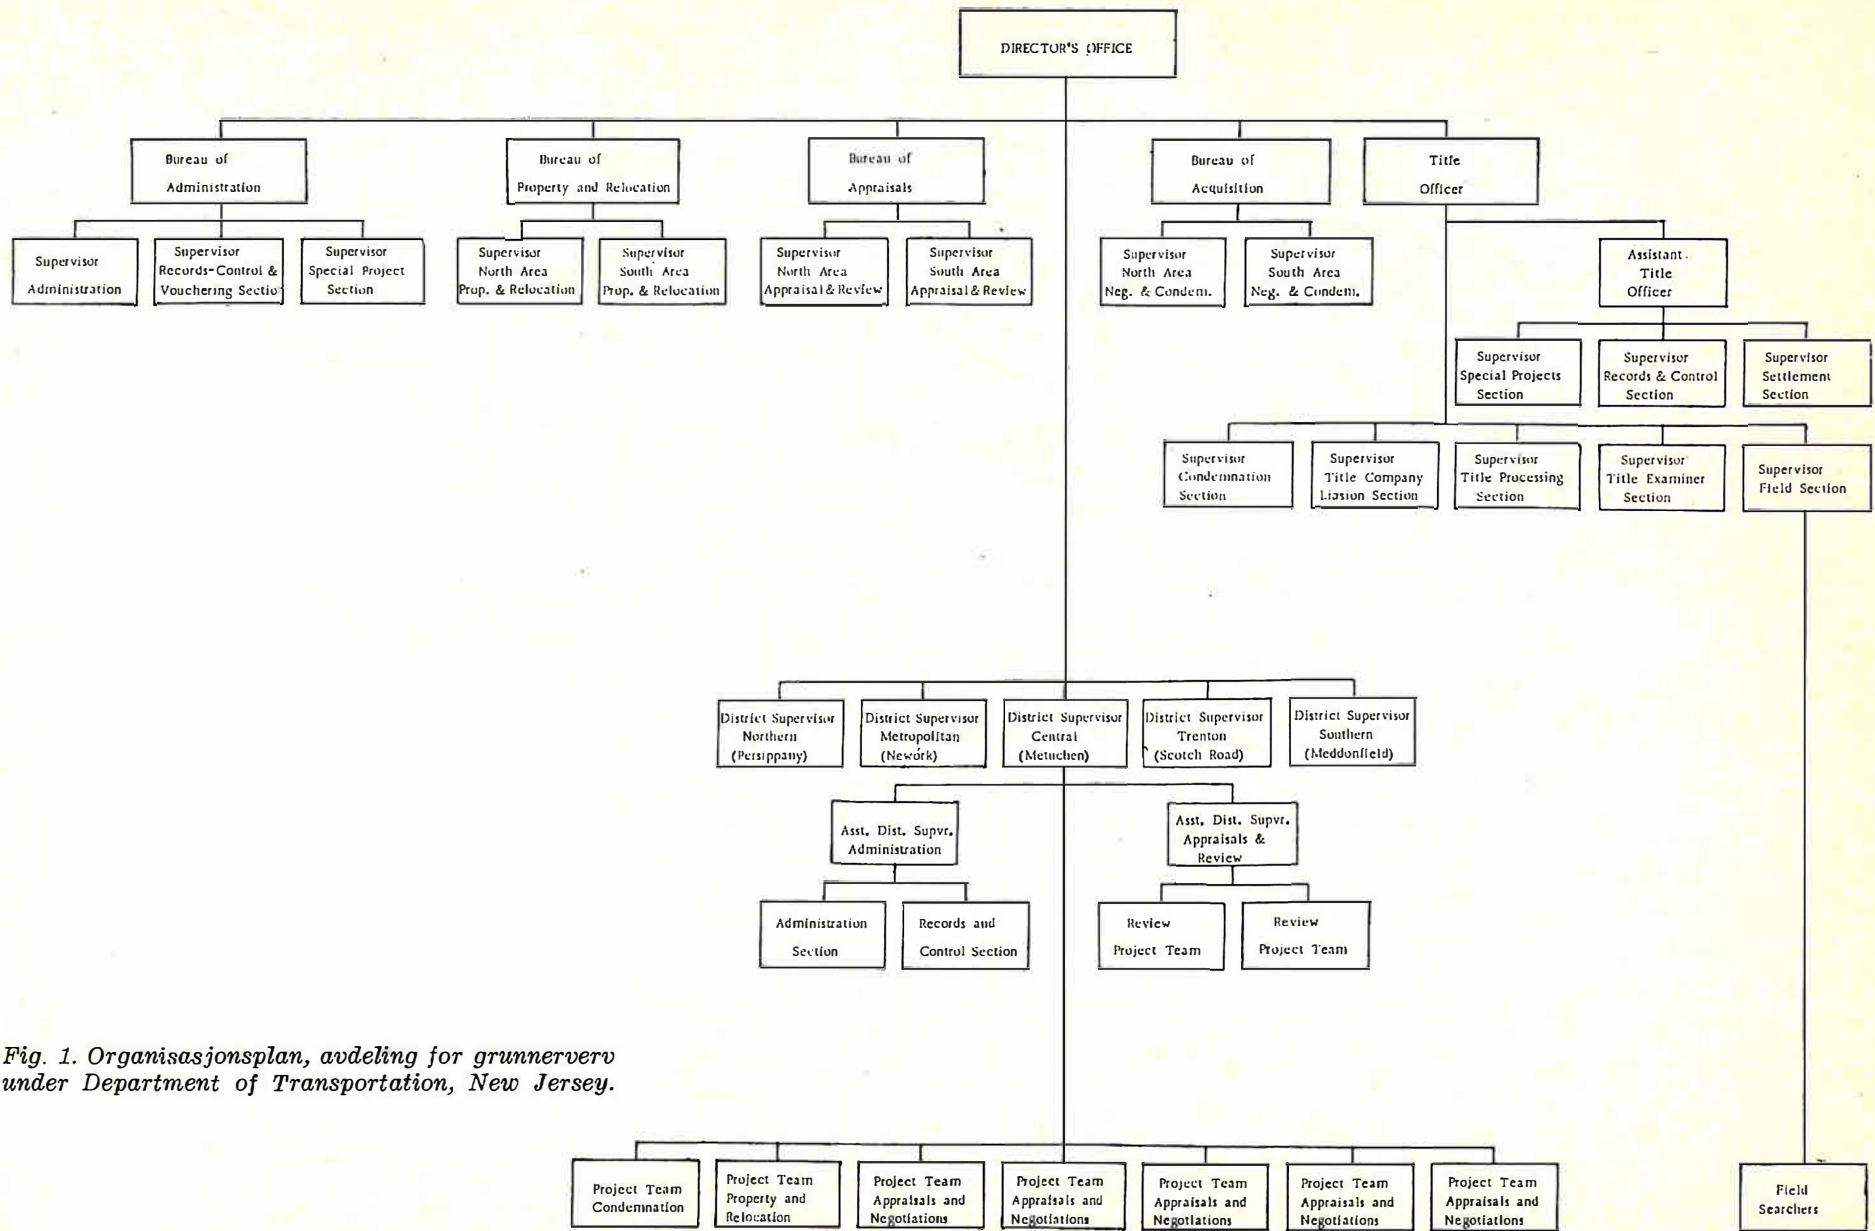 DIRECTOR'S OFFICE
Bureau of
Administration
Bureau of
Property and Relocation
Bureau of
Appraisals
Bureau of
Acquisition
Title
Officer
Supervisor
Administration
Supervisor
Records-Control &
Vouchering Sectio
Supervisor
Special Project
Section
Supervisor
North Area
Prop. & Relocation
Supervisor
South Area
Prop. & Relocation
Supervisor
North Area
Appraisal & Review
Supervisor
South Area
Appraisal & Review
Supervisor
North Area
Neg. & Condem.
Supervisor
South Area
Neg. & Condem.
Assistant
Title
Officer
Supervisor
Special Projects
Section
Supervisor
Records & Control
Section
Supervisor
Settlement
Section
Supervisor
Condemnation
Section
Supervisor
Title Company
Liasion Section
Supervisor
Title Processing
Section
Supervisor
Title Examiner
Section
Supervisor
Field Section
District Supervisor
Northern
(Persippany)
District Supervisor
Metropolitan
(Nework)
District Supervisor
Central
(Metuchen)
District Supervisor
Trenton
(Scotch Road)
District Supervisor
Southern
(Meddonfield)
Asst. Dist. Supvr.
Administration
Asst. Dist. Supvr.
Appraisals &
Review
Administration
Section
Records and
Control Section
Review
Project Team
Review
Project Team
Fig. 1. Organisasjonsplan, avdeling for grunnerverv
under Department of Transportation, New Jersey.
Project Team
Condemnation
Project Team
Property and
Relocation
Project Team
Appraisals and
Negotiations
Project Team
Appraisals and
Negotiations
Project Team
Appraisals and
Negotiations
Project Team
Appraisals and
Negotiations
Project Team
Appraisals and
Negotiations
Field
Searchers